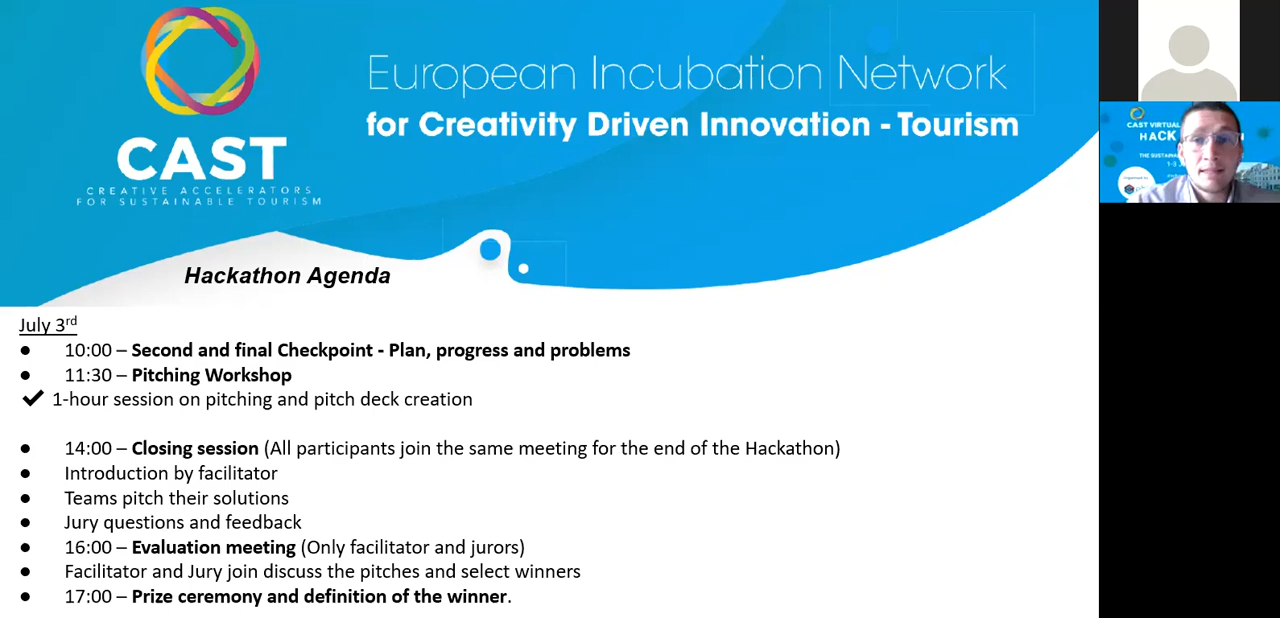 CAST
CREATIVE ACCELERATORS
FOR SUSTAINABLE TOURISM
European Incubation Network
for Creativity Driven Innovation - Tourism
Hackathon Agenda
July 3rd
● 10:00 – Second and final Checkpoint - Plan, progress and problems
● 11:30 – Pitching Workshop
✔ 1-hour session on pitching and pitch deck creation
● 14:00 – Closing session (All participants join the same meeting for the end of the Hackathon)
● Introduction by facilitator
● Teams pitch their solutions
● Jury questions and feedback
● 16:00 – Evaluation meeting (Only facilitator and jurors)
● Facilitator and Jury join discuss the pitches and select winners
● 17:00 – Prize ceremony and definition of the winner.
CAST VIRTUAL
HACK